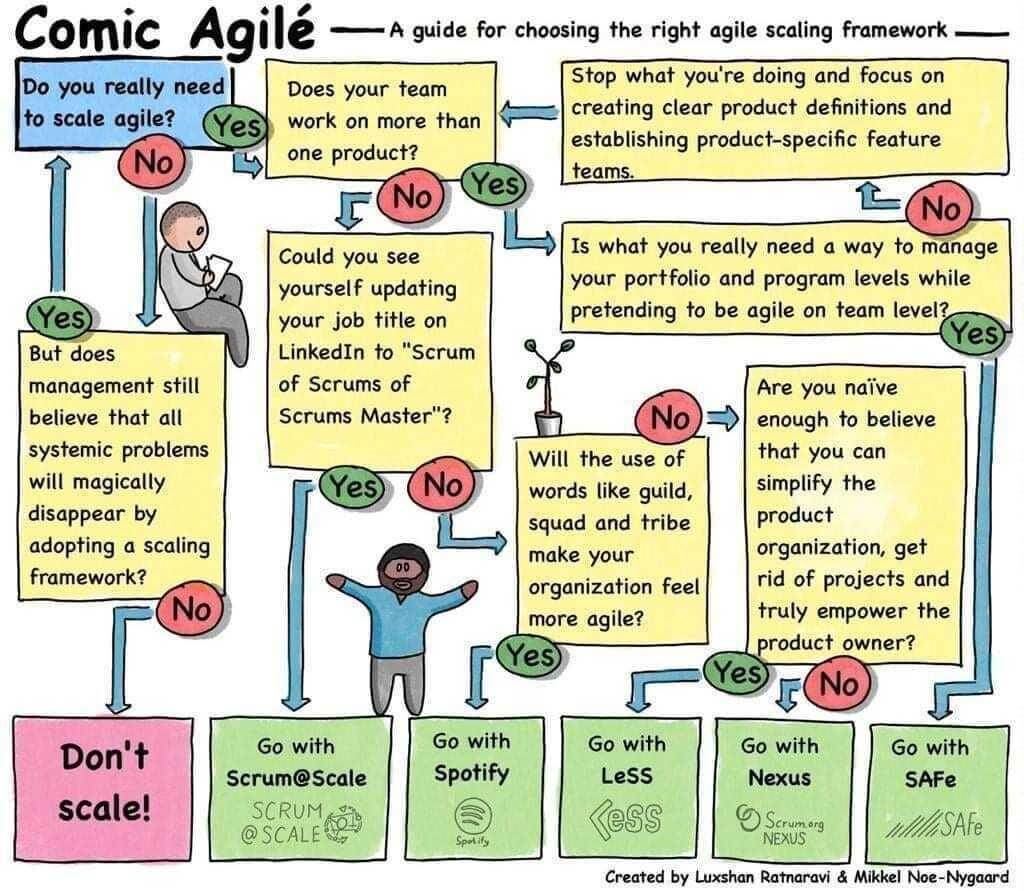 Comic Agilé
A guide for choosing the right agile scaling framework
Do you really need
to scale agile?
Yes
No
Does your team
work on more than
one product?
No
Yes
Stop what you're doing and focus on
creating clear product definitions and
establishing product-specific feature
teams.
No
Is what you really need a way to manage
your portfolio and program levels while
pretending to be agile on team level?
Yes
Could you see
yourself updating
your job title on
LinkedIn to "Scrum
of Scrums of
Scrums Master"?
Yes
No
Yes
But does
management still
believe that all
systemic problems
will magically
disappear by
adopting a scaling
framework?
No
Will the use of
words like guild,
squad and tribe
make your
organization feel
more agile?
No
Yes
Are you naïve
enough to believe
that you can
simplify the
product
organization, get
rid of projects and
truly empower the
product owner?
Yes
No
Don't
scale!
Go with
Scrum@Scale
SCRUM
@SCALE
Go with
Spotify
Spotify
Go with
LeSS
LeSS
Go with
Nexus
Scrum.org
NEXUS
Go with
SAFe
SAFe
Created by Luxshan Ratnaravi & Mikkel Noe-Nygaard